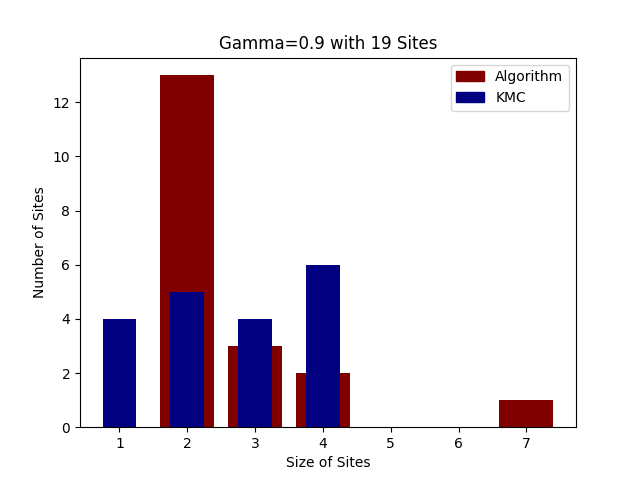 Gamma=0.9 with 19 Sites
Algorithm
KMC
Number of Sites
12
10
8
6
4
2
0
1 2 3 4 5 6 7
Size of Sites